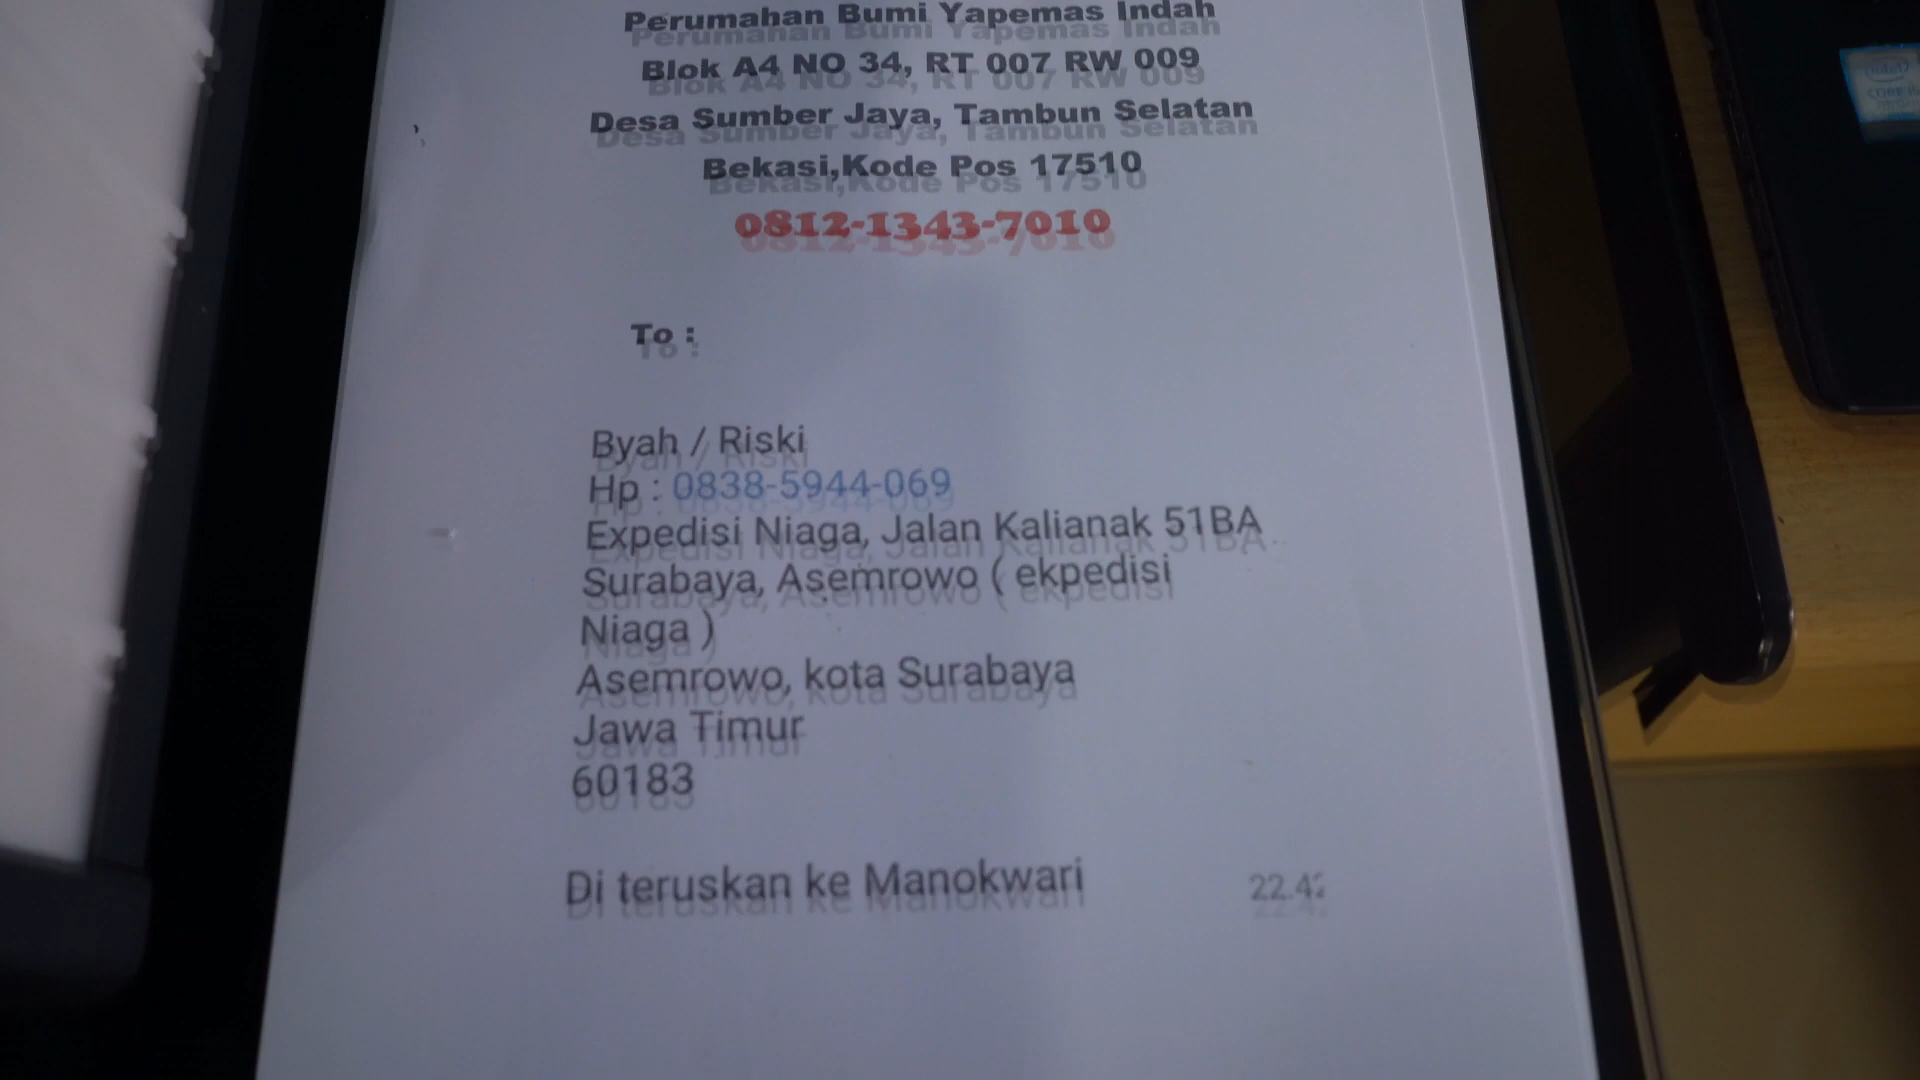 Perumahan Bumi Yapemas Indah
Blok A4 NO 34, RT 007 RW 009
Desa Sumber Jaya, Tambun Selatan
Bekasi,Kode Pos 17510
0812-1343-7010
To :
Byah / Riski
Hp : 0838-5944-069
Expedisi Niaga, Jalan Kalianak 51BA
Surabaya, Asemrowo ( ekpedisi
Niaga )
Asemrowo, kota Surabaya
Jawa Timur
60183
Di teruskan ke Manokwari
intel
CORE